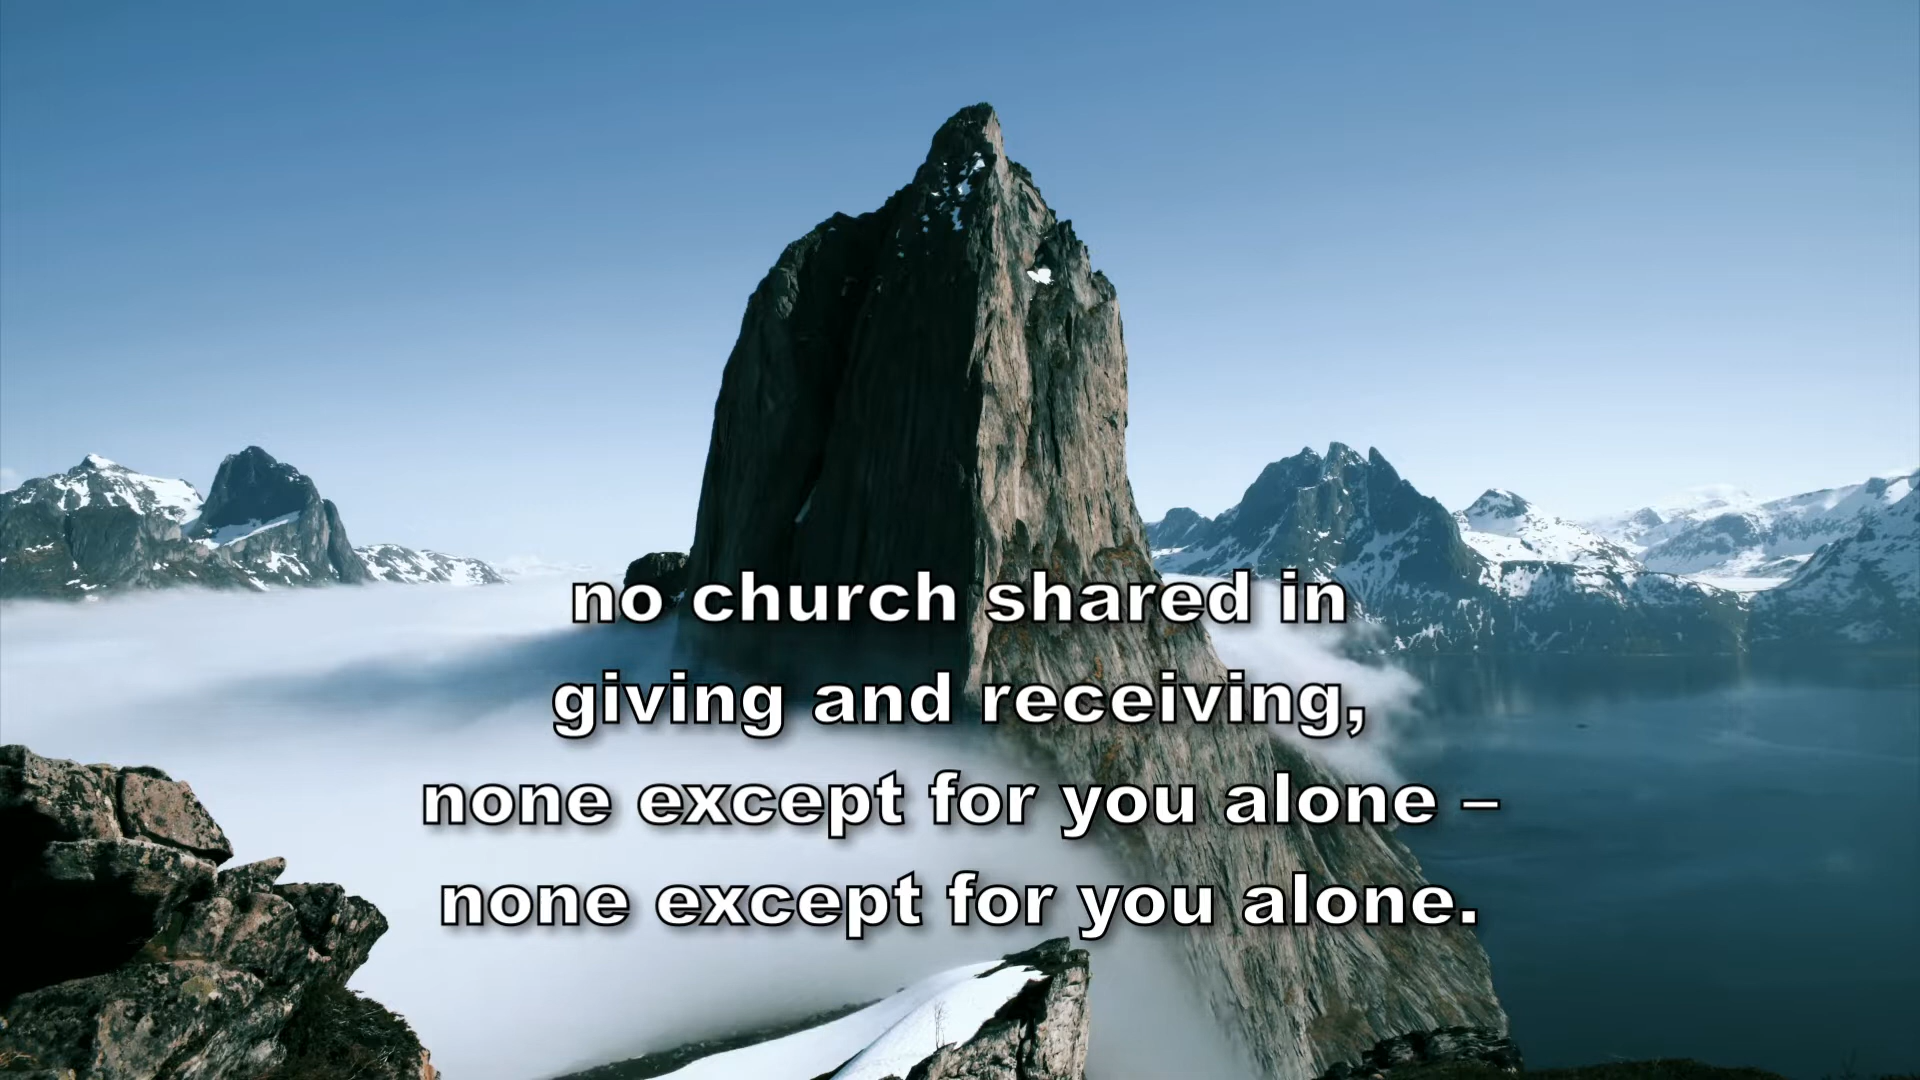 no church shared in
giving and receiving,
none except for you alone –
none except for you alone.